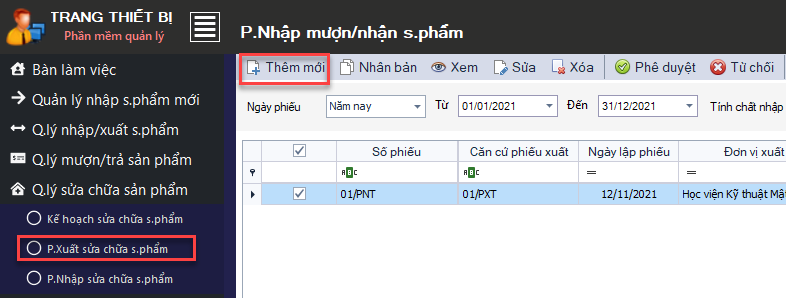 TRANG THIẾT BỊ
Phần mềm quản lý
P.Nhập mượn/nhận s.phẩm
Thêm mới Nhân bản Xem Sửa Xóa Phê duyệt Từ chối
Bàn làm việc
Quản lý nhập s.phẩm mới
Q.lý nhập/xuất s.phẩm
Q.lý mượn/trả sản phẩm
Q.lý sửa chữa sản phẩm
Kế hoạch sửa chữa s.phẩm
P.Xuất sửa chữa s.phẩm
P.Nhập sửa chữa s.phẩm
Ngày phiếu Năm nay Từ 01/01/2021 Đến 31/12/2021 Tính chất nhập
Số phiếu Căn cứ phiếu xuất Ngày lập phiếu Đơn vị xuất
ABC ABC = =
01/PNT 01/PXT 12/11/2021 Học viện Kỹ thuật Mật